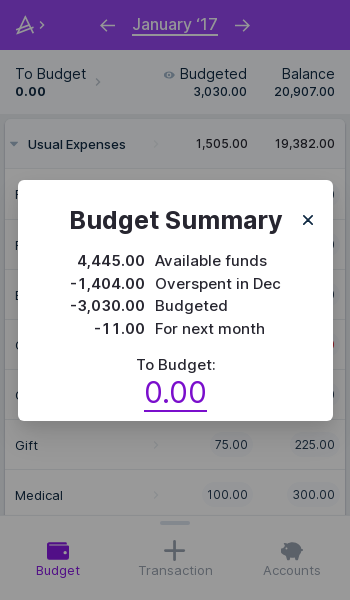 January ‘17
To Budget
0.00
Budgeted
3,030.00
Balance
20,907.00
Usual Expenses 1,505.00 19,382.00
Budget Summary
4,445.00 Available funds
-1,404.00 Overspent in Dec
-3,030.00 Budgeted
-11.00 For next month
To Budget:
0.00
Gift 75.00 225.00
Medical 100.00 300.00
Budget Transaction Accounts